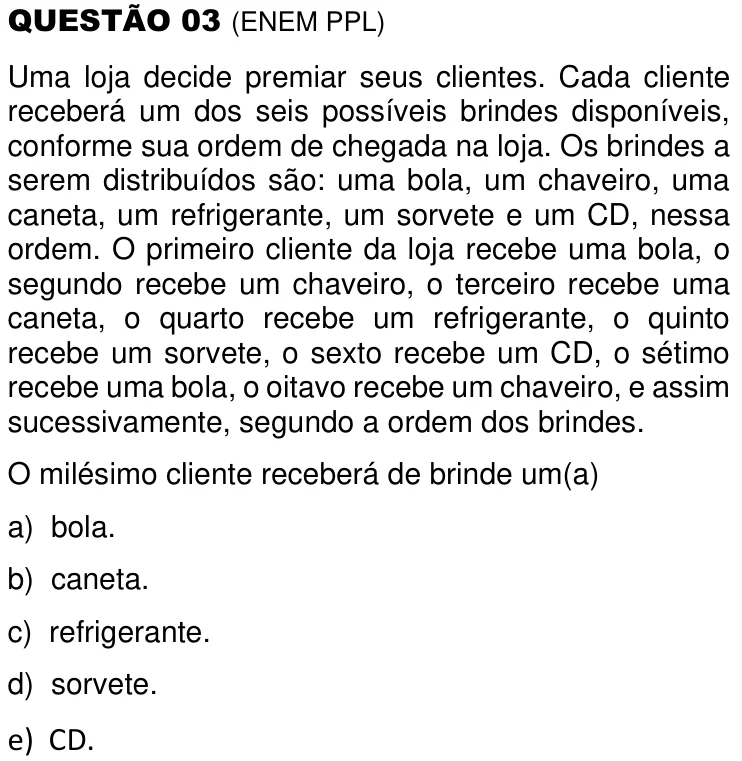 QUESTÃO 03 (ENEM PPL)
Uma loja decide premiar seus clientes. Cada cliente
receberá um dos seis possíveis brindes disponíveis,
conforme sua ordem de chegada na loja. Os brindes a
serem distribuídos são: uma bola, um chaveiro, uma
caneta, um refrigerante, um sorvete e um CD, nessa
ordem. O primeiro cliente da loja recebe uma bola, o
segundo recebe um chaveiro, o terceiro recebe uma
caneta, o quarto recebe um refrigerante, o quinto
recebe um sorvete, o sexto recebe um CD, o sétimo
recebe uma bola, o oitavo recebe um chaveiro, e assim
sucessivamente, segundo a ordem dos brindes.
O milésimo cliente receberá de brinde um(a)
a) bola.
b) caneta.
c) refrigerante.
d) sorvete.
e) CD.